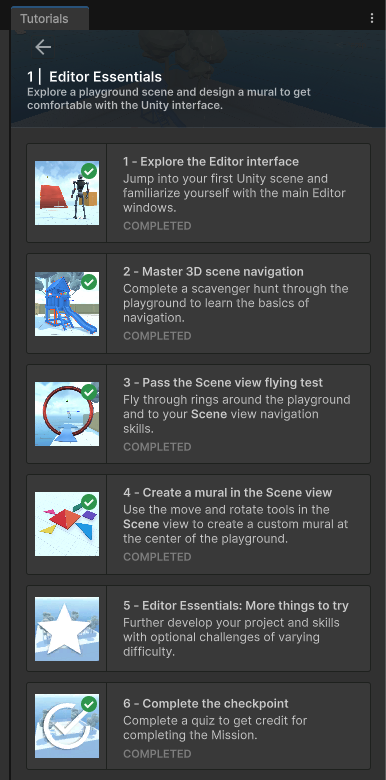 Tutorials
1 | Editor Essentials
Explore a playground scene and design a mural to get
comfortable with the Unity interface.
1 - Explore the Editor interface
Jump into your first Unity scene and
familiarize yourself with the main Editor
windows.
COMPLETED
2 - Master 3D scene navigation
Complete a scavenger hunt through the
playground to learn the basics of
navigation.
COMPLETED
3 - Pass the Scene view flying test
Fly through rings around the playground
and to your Scene view navigation
skills.
COMPLETED
4 - Create a mural in the Scene view
Use the move and rotate tools in the
Scene view to create a custom mural at
the center of the playground.
COMPLETED
5 - Editor Essentials: More things to try
Further develop your project and skills
with optional challenges of varying
difficulty.
6 - Complete the checkpoint
Complete a quiz to get credit for
completing the Mission.
COMPLETED